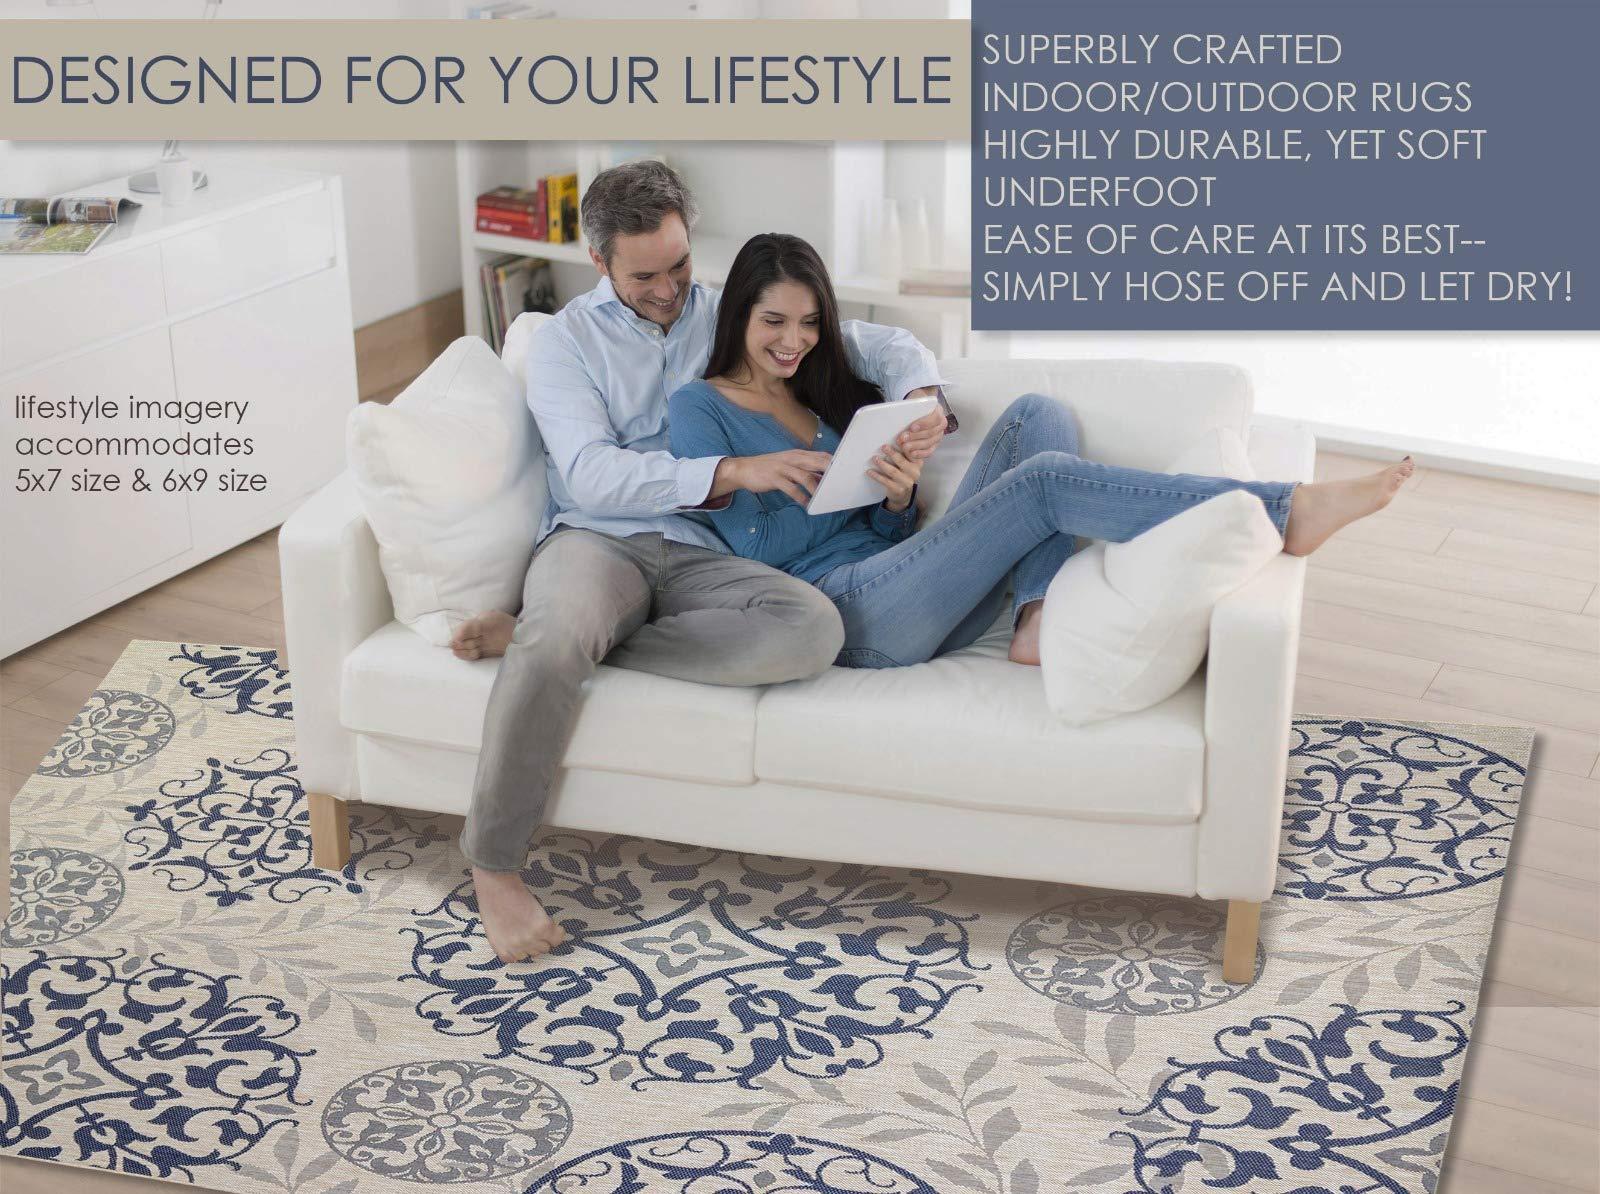 DESIGNED FOR YOUR LIFESTYLE
SUPERBLY CRAFTED
INDOOR/OUTDOOR RUGS
HIGHLY DURABLE, YET SOFT
UNDERFOOT
EASE OF CARE AT ITS BEST--
SIMPLY HOSE OFF AND LET DRY!
lifestyle imagery
accommodates
5x7 size & 6x9 size